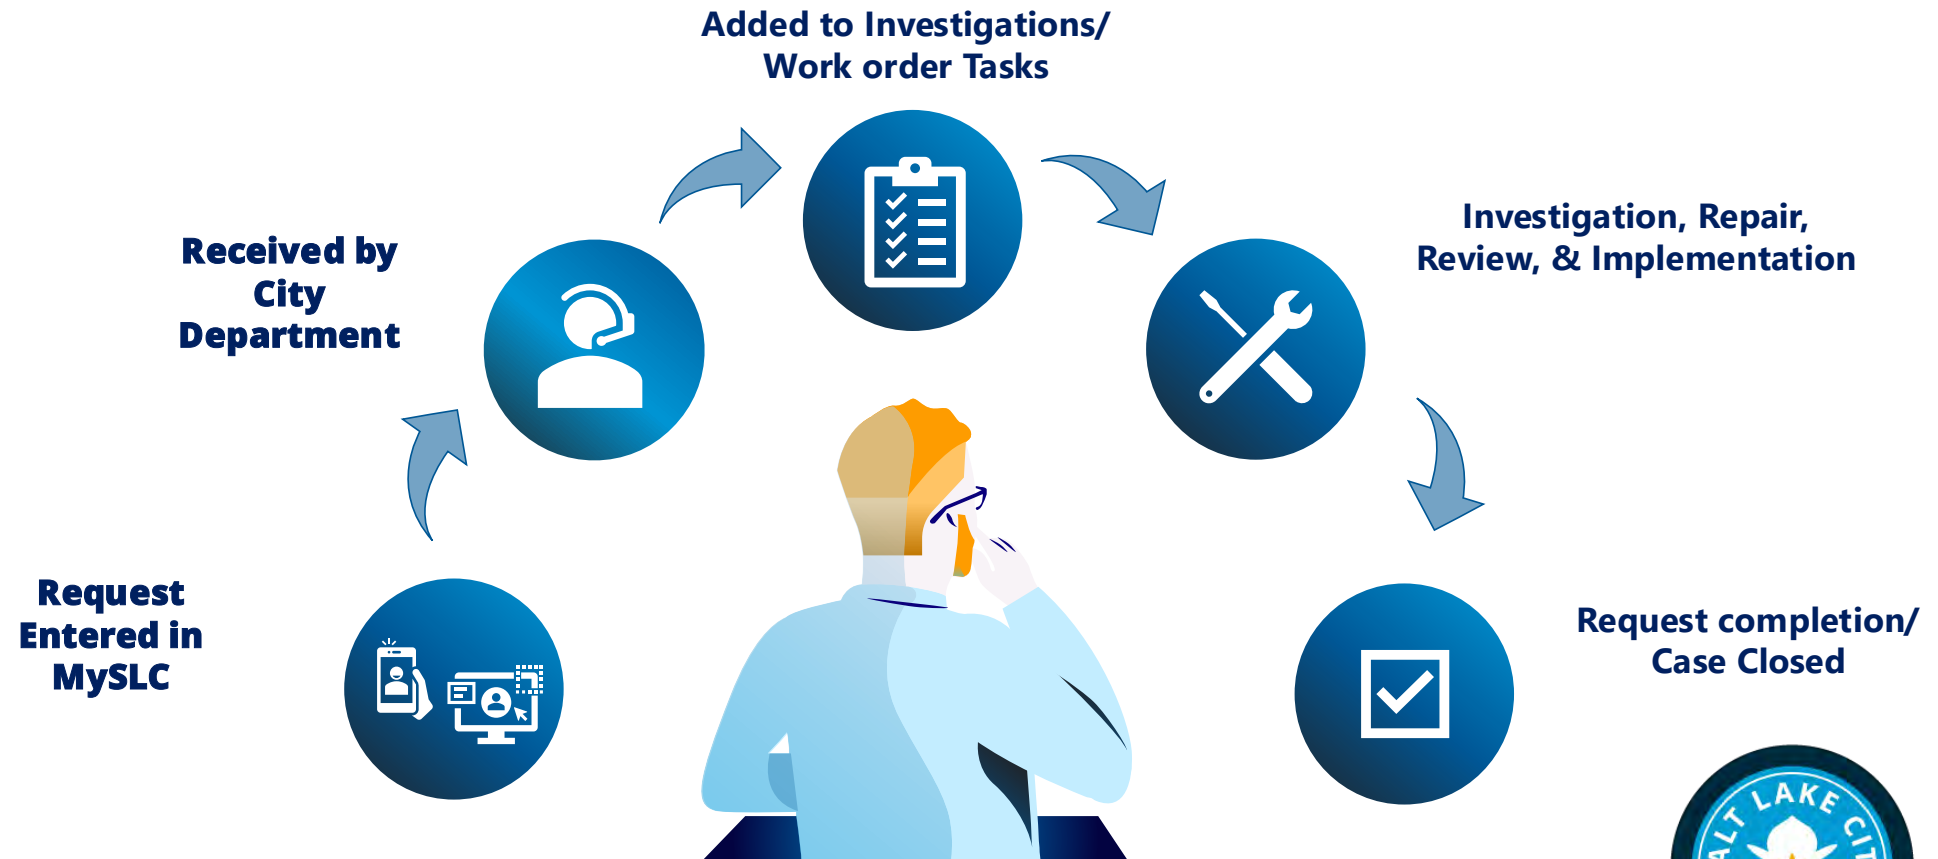 Added to Investigations/
Work order Tasks
Investigation, Repair,
Review, & Implementation
Received by
City
Department
Request
Entered in
MySLC
Request completion/
Case Closed
LAKE